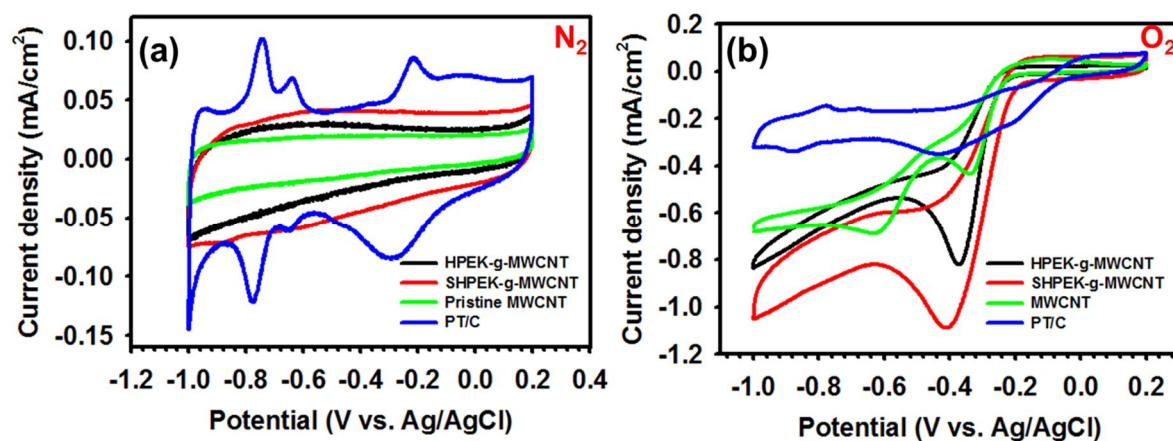 (a)
N2
Current density (mA/cm2)
0.10
0.05
0.00
-0.05
-0.10
-0.15
HPEK-g-MWCNT
SHPEK-g-MWCNT
Pristine MWCNT
PT/C
-1.2 -1.0 -0.8 -0.6 -0.4 -0.2 0.0 0.2 0.4
Potential (V vs. Ag/AgCl)
(b)
O2
Current density (mA/cm2)
0.2
0.0
-0.2
-0.4
-0.6
-0.8
-1.0
-1.2
HPEK-g-MWCNT
SHPEK-g-MWCNT
MWCNT
PT/C
-1.0 -0.8 -0.6 -0.4 -0.2 0.0 0.2
Potential (V vs. Ag/AgCl)